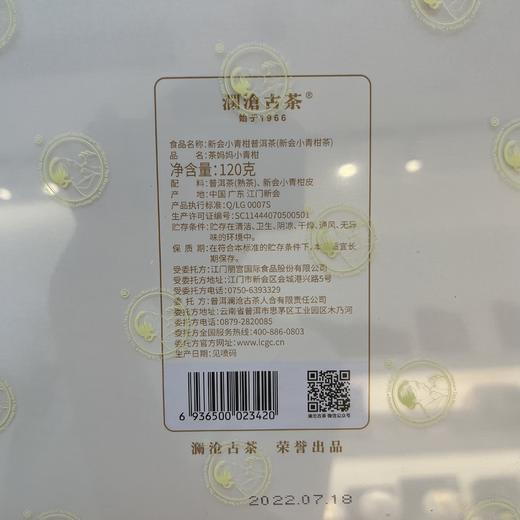 澜沧古茶®
始于1966
食品名称:新会小青柑普洱茶(新会小青柑茶)
品 名:茶妈妈小青柑
净含量:120克
配 料:普洱茶(熟茶)、新会小青柑皮
产 地:中国 广东 江门新会
产品执行标准:Q/LG 0007S
生产许可证编号:SC11444070500501
贮存条件:贮存在清洁、卫生、阴凉、干燥、通风、无异
味的环境中。
保 质 期:在符合本标准的贮存条件下,本 适宜长
期保存。
受委托方:江门丽宫国际食品股份有限公司
受委托方地址:江门市新会区会城港兴路5号
受委托方电话:0750-6393329
委托方:普洱澜沧古茶人合有限责任公司
委托方地址:云南省普洱市思茅区工业园区木乃河
委托方电话:0879-2820085
委托方全国服务热线:400-886-0803
委托方官方网址:www.lcgc.cn
生产日期:见喷码
6 936500 023420
澜沧古茶 微信公众号
澜沧古茶 荣誉出品
2022.07.18